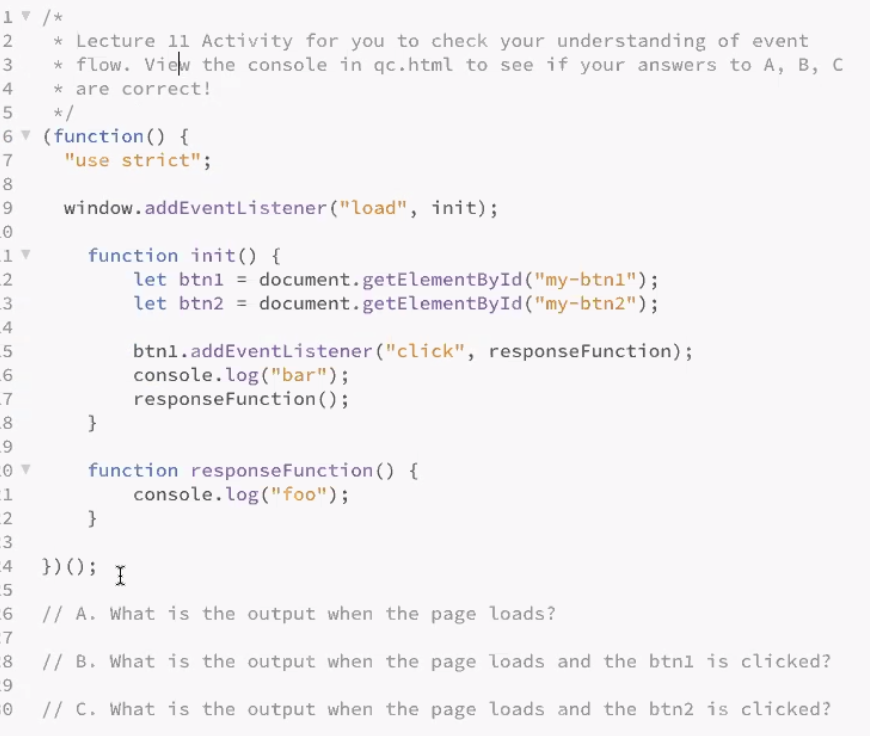 1 /*
2  * Lecture 11 Activity for you to check your understanding of event
3  * flow. View the console in qc.html to see if your answers to A, B, C
4  * are correct!
5  */
6 (function() {
7   "use strict";
8
9   window.addEventListener("load", init);
0
1     function init() {
2         let btn1 = document.getElementById("my-btn1");
3         let btn2 = document.getElementById("my-btn2");
4
5         btn1.addEventListener("click", responseFunction);
6         console.log("bar");
7         responseFunction();
8     }
9
0     function responseFunction() {
1         console.log("foo");
2     }
3
4 })();
5
6 // A. What is the output when the page loads?
7
8 // B. What is the output when the page loads and the btn1 is clicked?
9
0 // C. What is the output when the page loads and the btn2 is clicked?